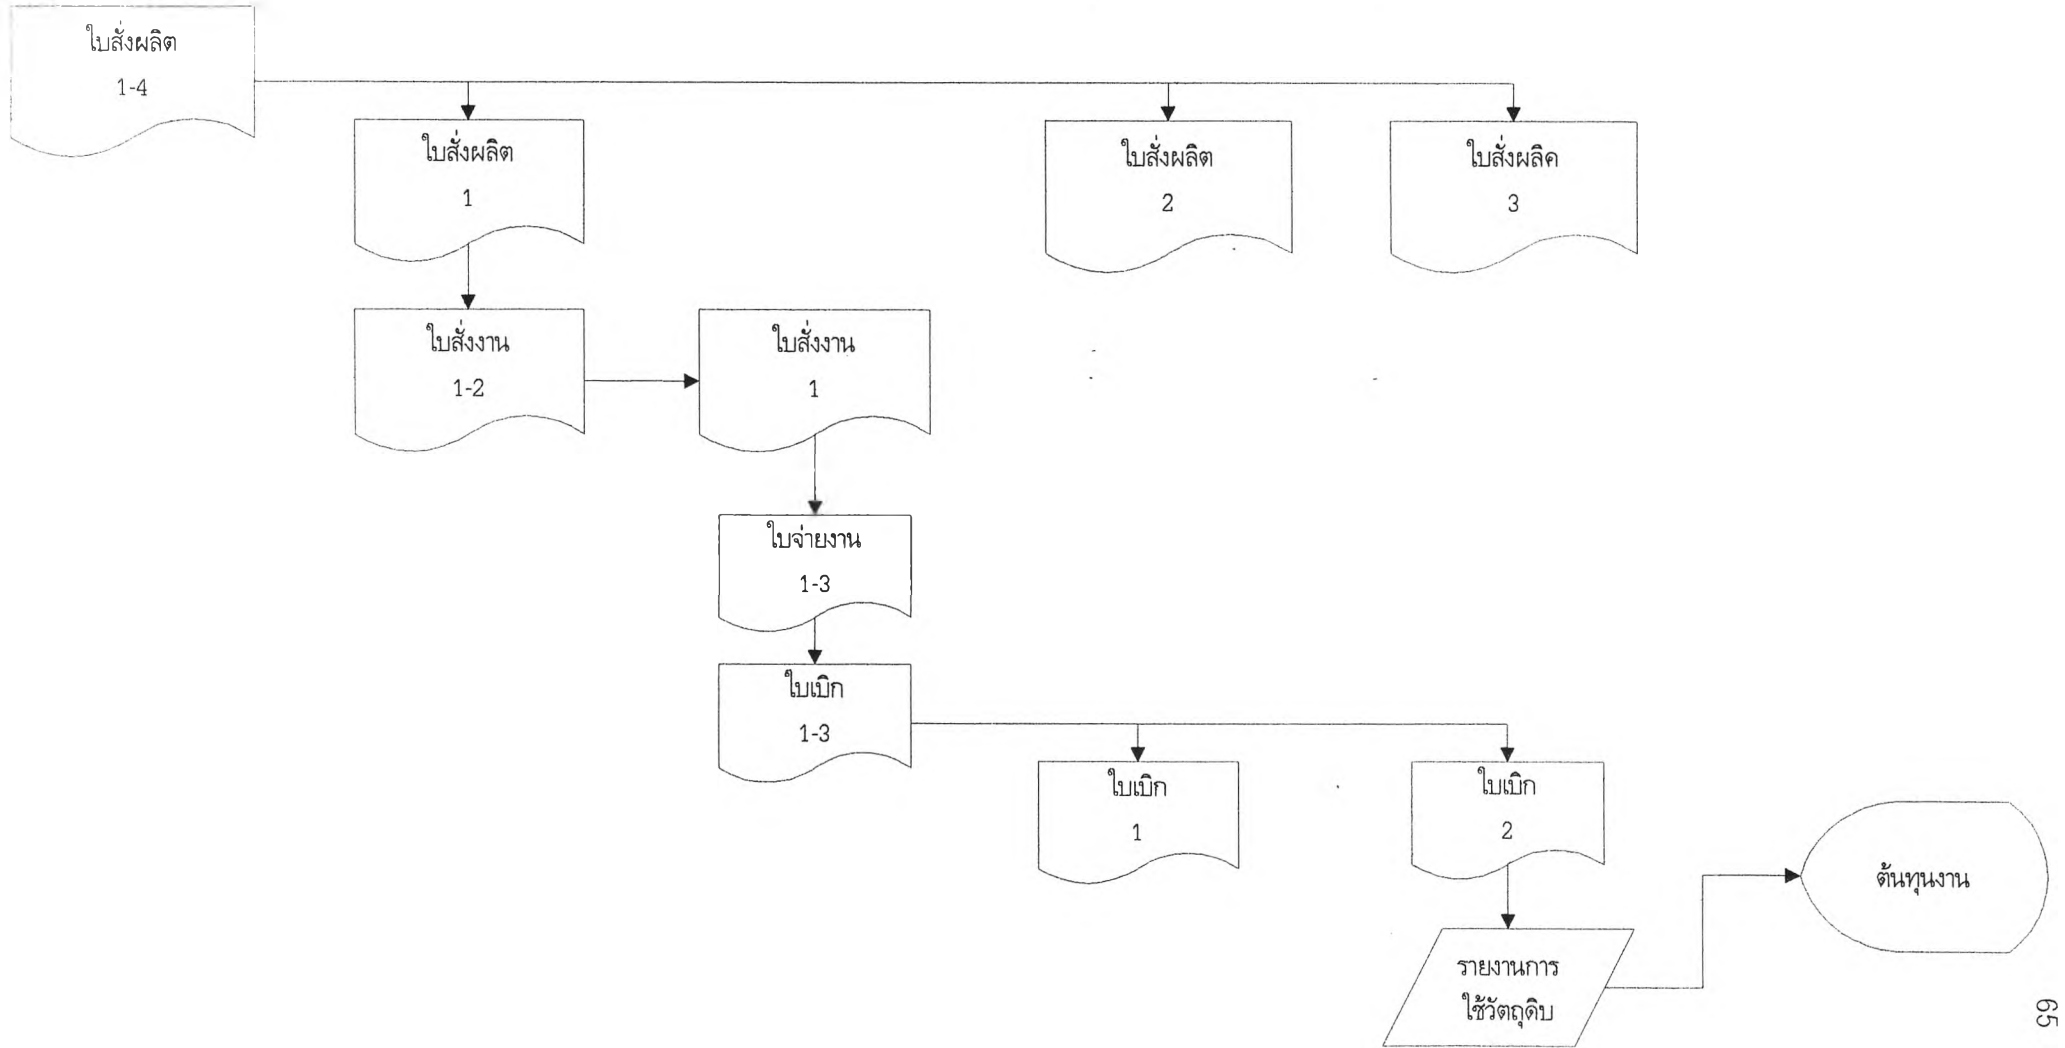 ใบสั่งผลิต
1-4
ใบสั่งผลิต
1
ใบสั่งผลิต
2
ใบสั่งผลิค
3
ใบสั่งงาน
1-2
ใบสั่งงาน
1
ใบจ่ายงาน
1-3
ใบเบิก
1-3
ใบเบิก
1
ใบเบิก
2
ต้นทุนงาน
รายงานการ
ใช้วัตถุดิบ
65